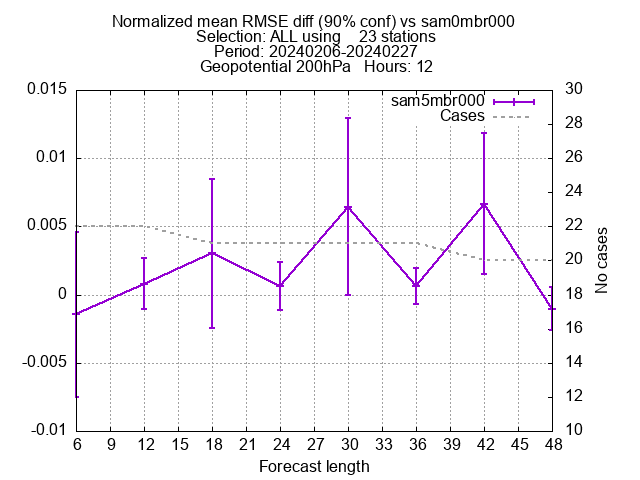 Normalized mean RMSE diff (90% conf) vs sam0mbr000
Selection: ALL using    23 stations
Period: 20240206-20240227
Geopotential 200hPa   Hours: 12
sam5mbr000
Cases
0.015
0.01
0.005
0
-0.005
-0.01
30
28
26
24
22
20
18
16
14
12
10
No cases
6 9 12 15 18 21 24 27 30 33 36 39 42 45 48
Forecast length